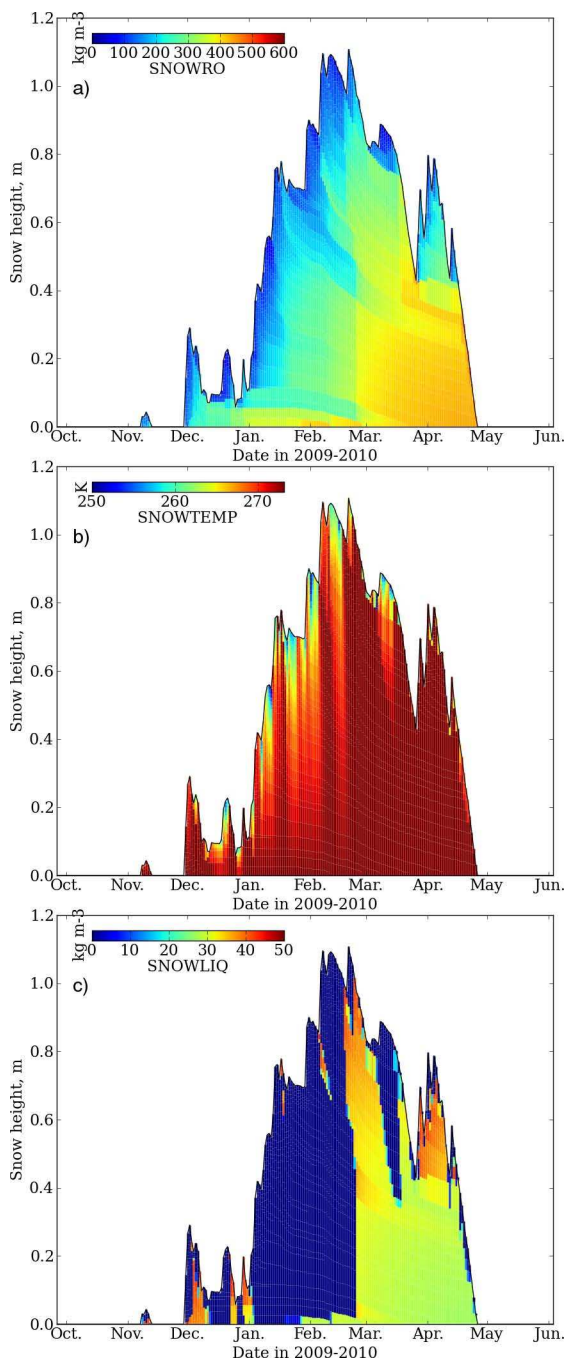 kg m-3
0 100 200 300 400 500 600
SNOWRO
a)
1.2
1.0
0.8
0.6
0.4
0.2
0.0
Snow height, m
Oct. Nov. Dec. Jan. Feb. Mar. Apr. May Jun.
Date in 2009-2010
K
250 260 270
SNOWTEMP
b)
1.2
1.0
0.8
0.6
0.4
0.2
0.0
Snow height, m
Oct. Nov. Dec. Jan. Feb. Mar. Apr. May Jun.
Date in 2009-2010
kg m-3
0 10 20 30 40 50
SNOWLIQ
c)
1.2
1.0
0.8
0.6
0.4
0.2
0.0
Snow height, m
Oct. Nov. Dec. Jan. Feb. Mar. Apr. May Jun.
Date in 2009-2010